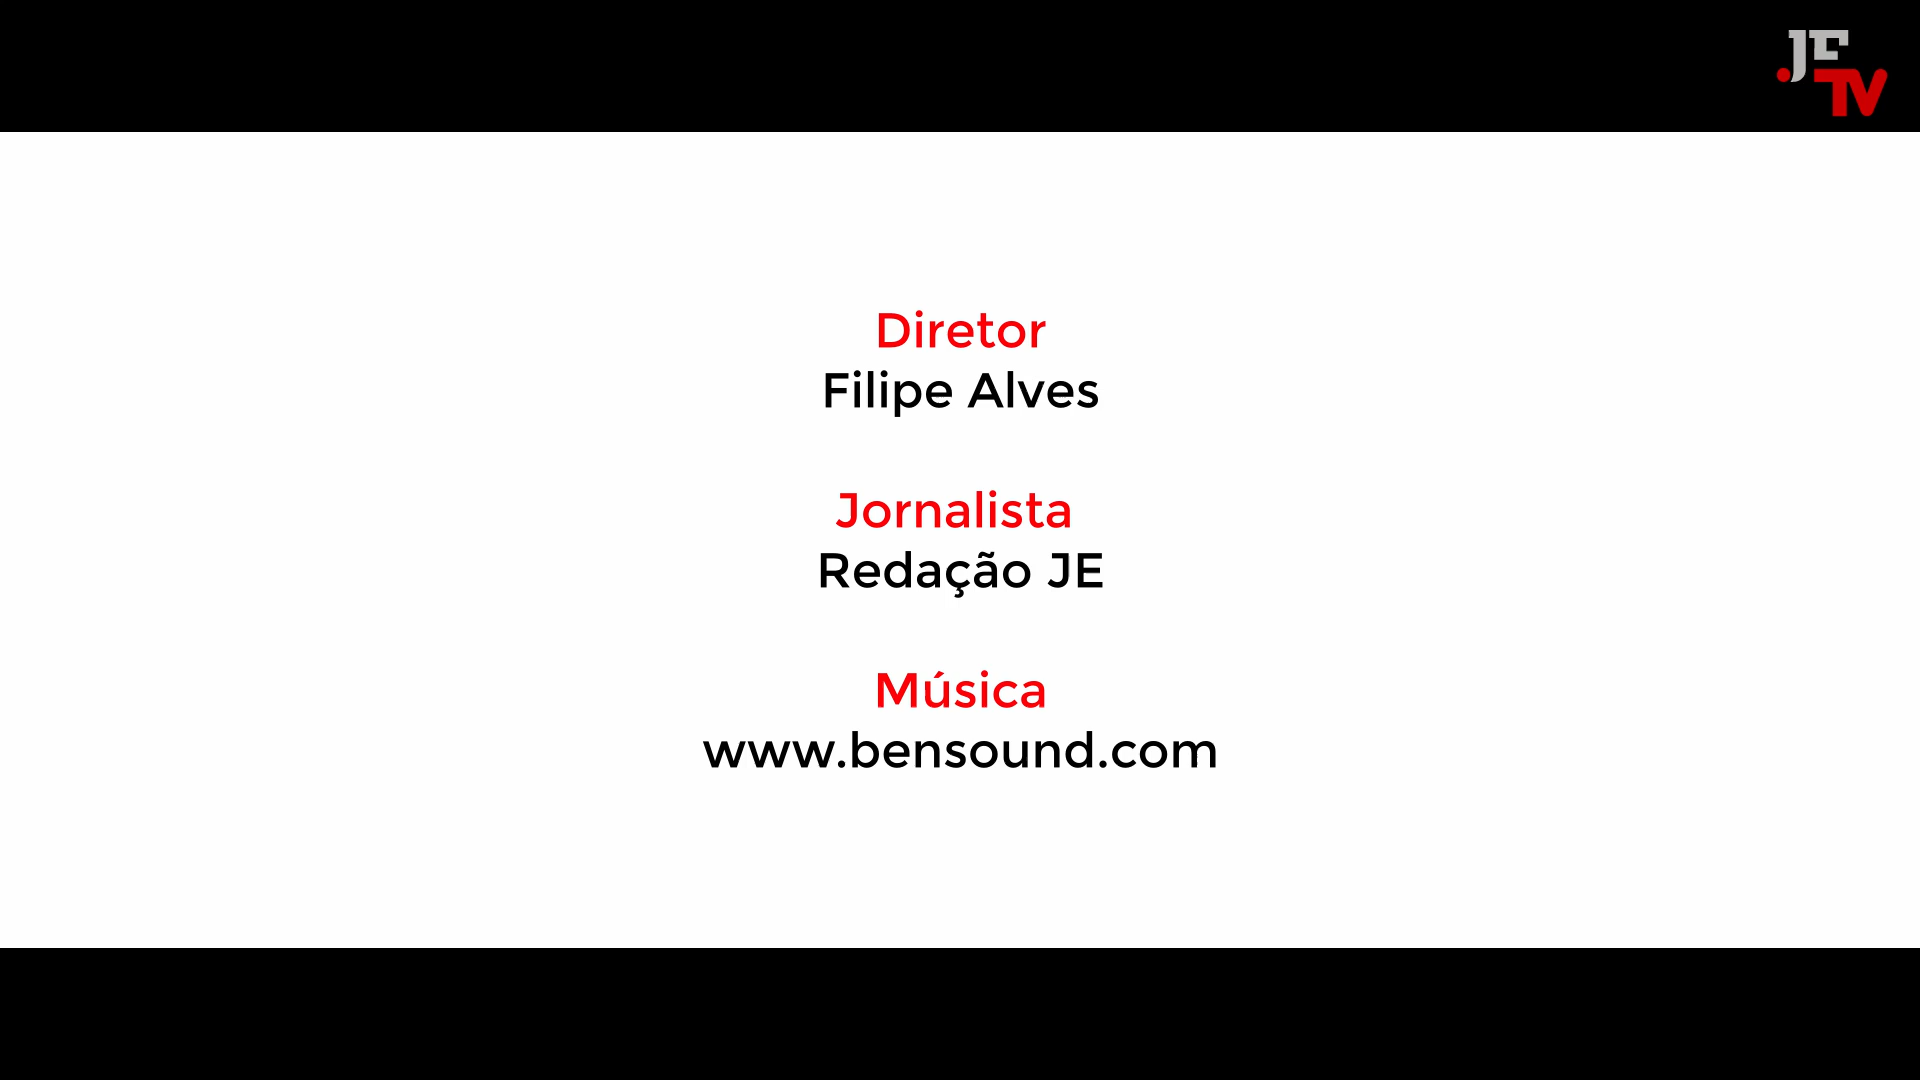 JE
TV
Diretor
Filipe Alves
Jornalista
Redação JE
Música
www.bensound.com